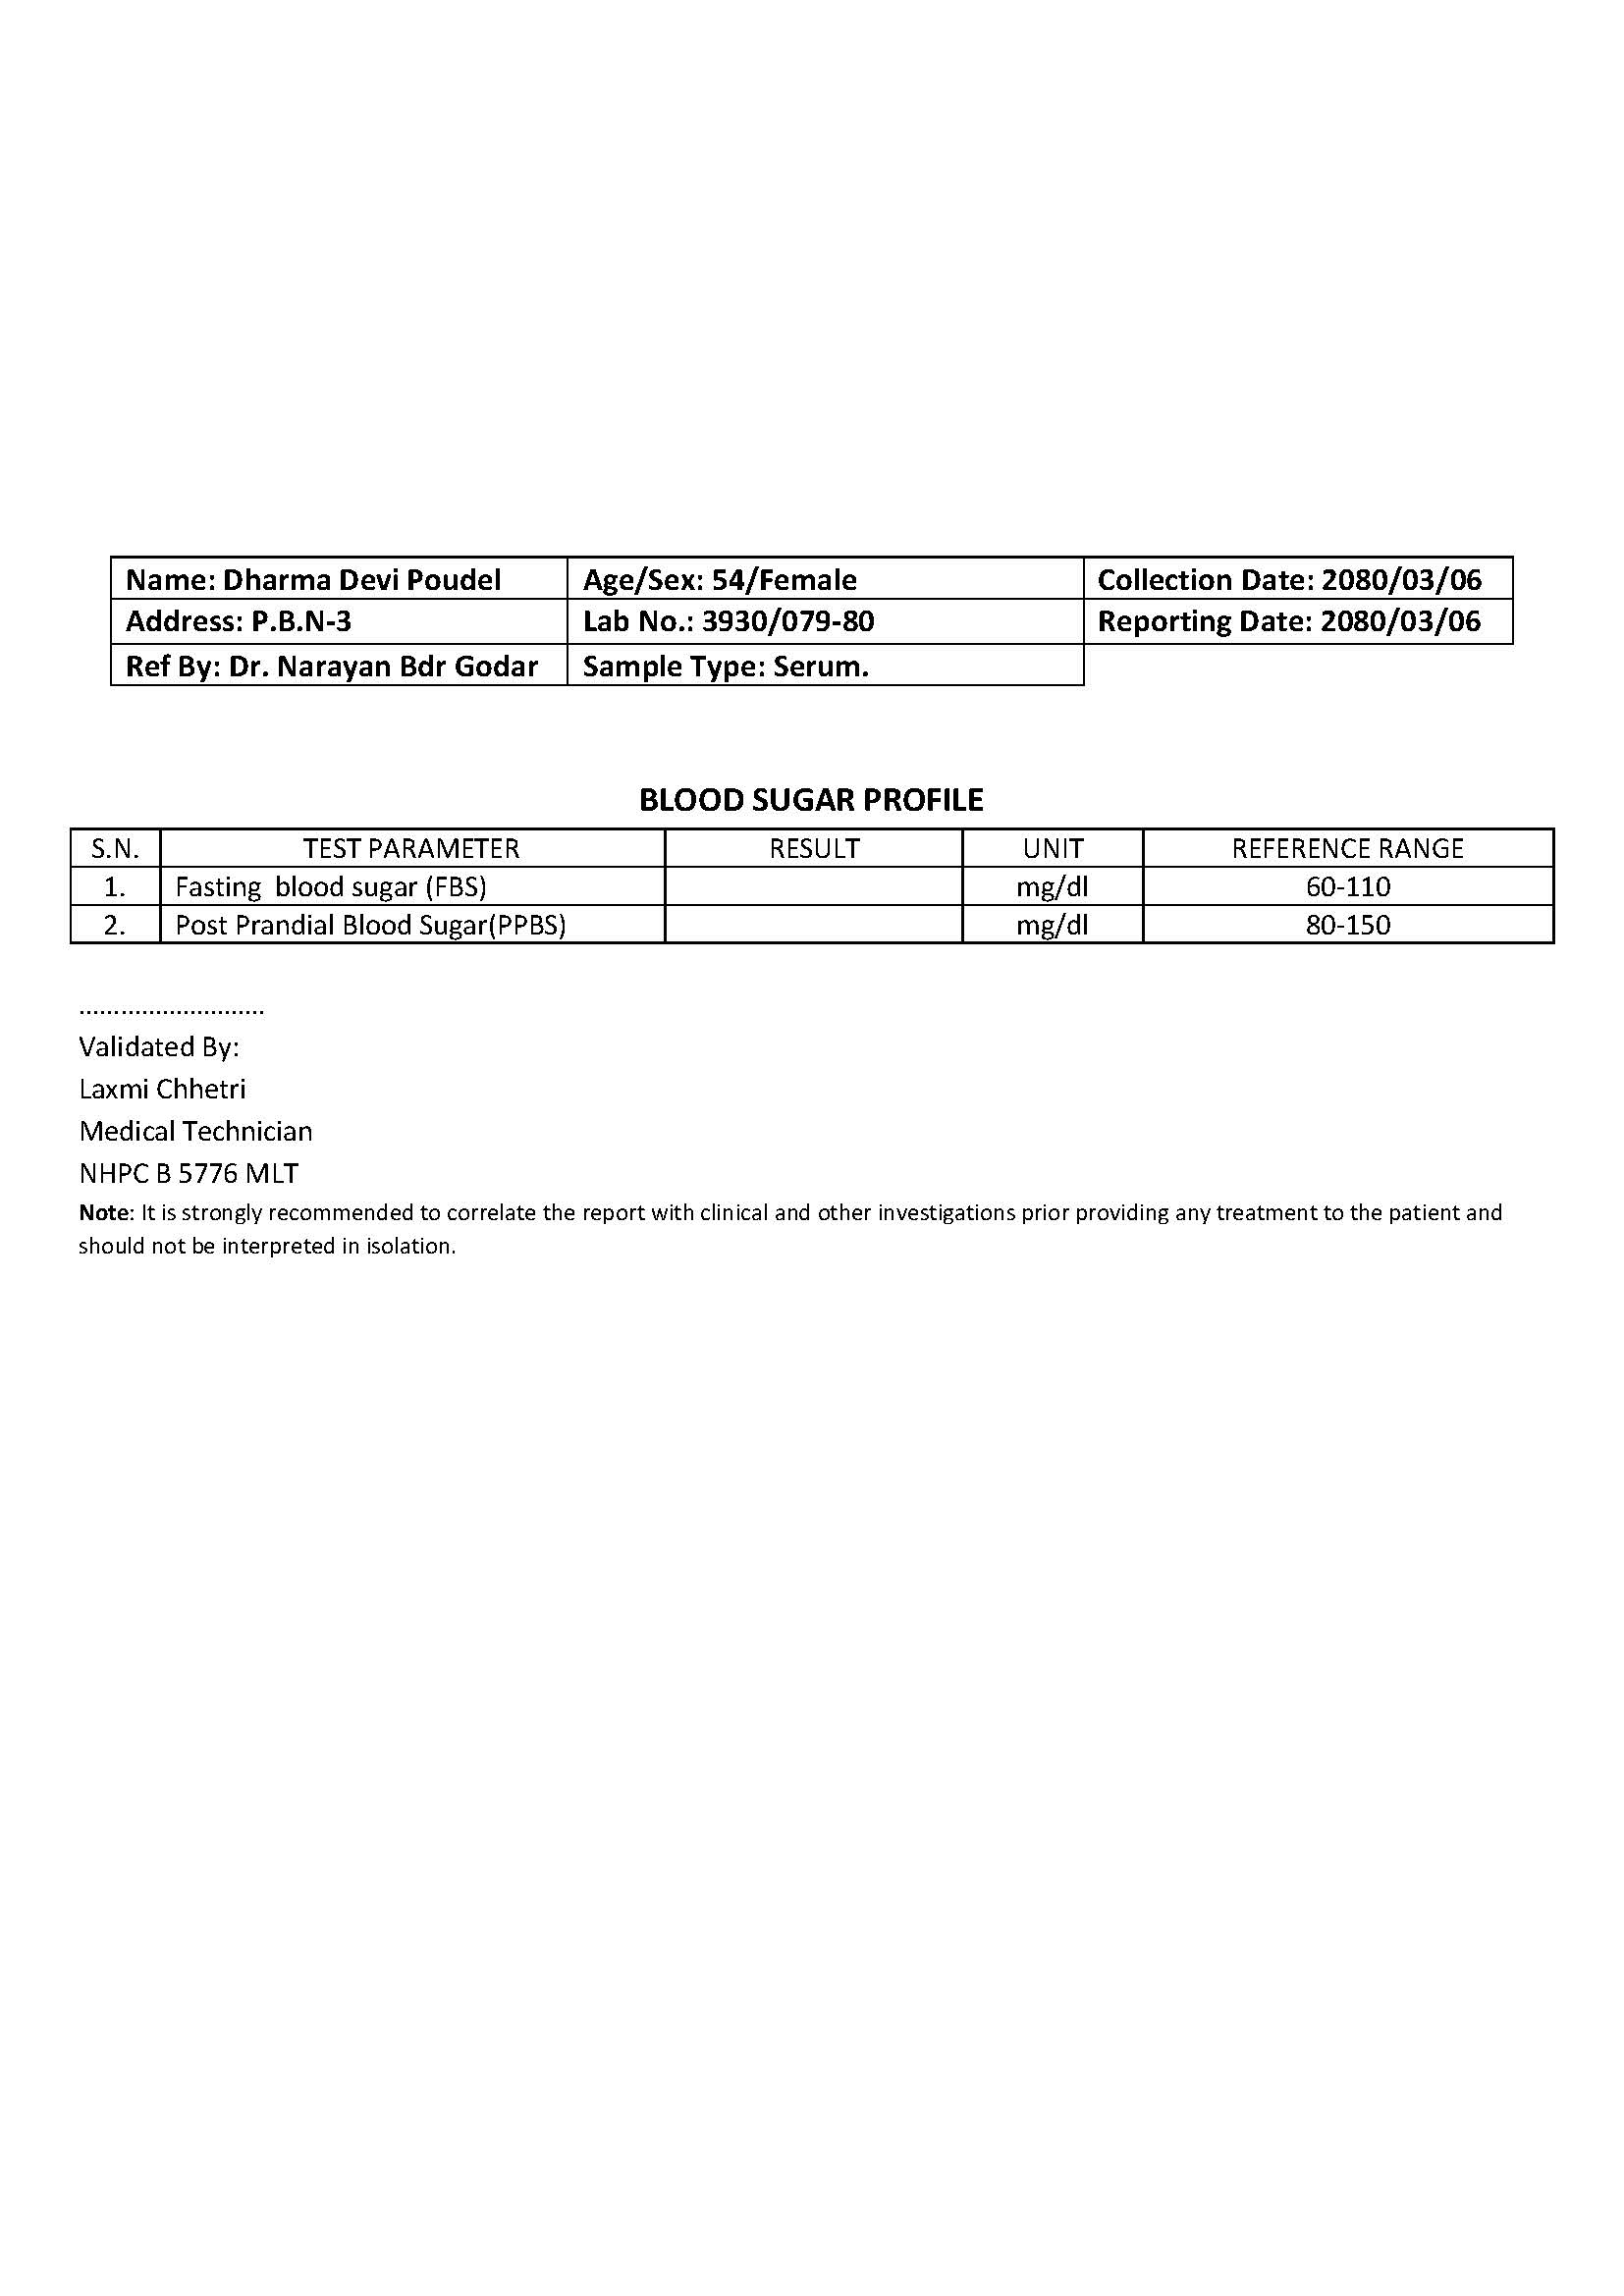 Name: Dharma Devi Poudel Age/Sex: 54/Female Collection Date: 2080/03/06
Address: P.B.N-3 Lab No.: 3930/079-80 Reporting Date: 2080/03/06
Ref By: Dr. Narayan Bdr Godar Sample Type: Serum.
BLOOD SUGAR PROFILE
S.N. TEST PARAMETER RESULT UNIT REFERENCE RANGE
1. Fasting  blood sugar (FBS) mg/dl 60-110
2. Post Prandial Blood Sugar(PPBS) mg/dl 80-150
...........................
Validated By:
Laxmi Chhetri
Medical Technician
NHPC B 5776 MLT
Note: It is strongly recommended to correlate the report with clinical and other investigations prior providing any treatment to the patient and
should not be interpreted in isolation.